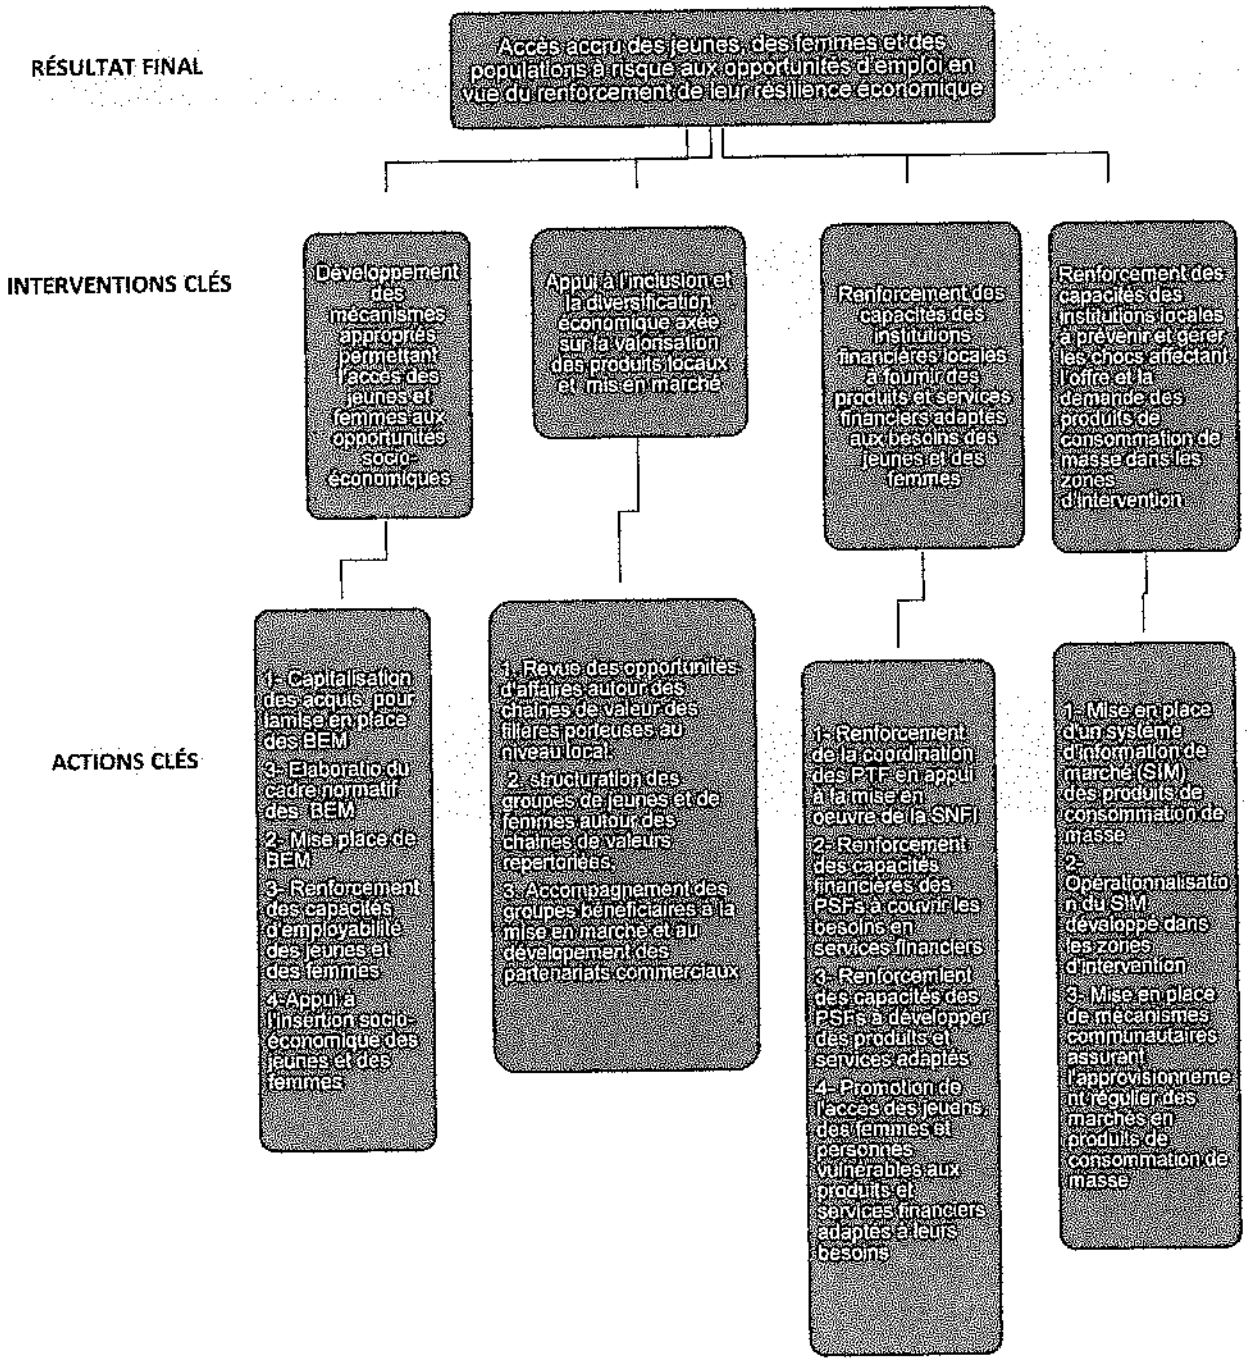 RÉSULTAT FINAL
Accès accru des jeunes, des femmes et des
populations à risque aux opportunités d'emploi en
vue du renforcement de leur résilience économique
INTERVENTIONS CLÉS
Développement
des
mécanismes
appropriés
permettant
l'accès des
jeunes et
femmes aux
opportunités
socio-
économiques
Appui à l'inclusion et
la diversification
économique axée
sur la valorisation
des produits locaux
et mis en marché
Renforcement des
capacités des
institutions
financières locales
à fournir des
produits et services
financiers adaptés
aux besoins des
jeunes et des
femmes
Renforcement des
capacités des
institutions locales
à prévenir et gérer
les chocs affectant
l'offre et la
demande des
produits de
consommation de
masse dans les
zones
d'intervention
ACTIONS CLÉS
1- Capitalisation
des acquis pour
lamise en place
des BEM
3- Elaboratio du
cadre normatif
des BEM
2- Mise place de
BEM
3- Renforcement
des capacités
d'employabilité
des jeunes et
des femmes
4-Appui à
l'insertion socio-
économique des
jeunes et des
femmes
1. Revue des opportunités
d'affaires autour des
chaines de valeur des
filières porteuses au
niveau local.
2. structuration des
groupes de jeunes et de
femmes autour des
chaines de valeurs
repertoriées.
3. Accompagnement des
groupes bénéficiaires à la
mise en marché et au
dévelopement des
partenariats commerciaux
1- Renforcement
de la coordination
des PTF en appui
à la mise en
oeuvre de la SNFI
2- Renforcement
des capacités
financières des
PSFs à couvrir les
besoins en
services financiers
3- Renforcement
des capacités des
PSFs à développer
des produits et
services adaptés
4- Promotion de
l'accès des jeuens,
des femmes et
personnes
vulnérables aux
produits et
services financiers
adaptés à leurs
besoins
1- Mise en place
d'un système
d'information de
marché (SIM)
des produits de
consommation de
masse
2-
Opérationnalisatio
n du SIM
développé dans
les zones
d'intervention
3- Mise en place
de mécanismes
communautaires
assurant
l'approvisionneme
nt régulier des
marchés en
produits de
consommation de
masse